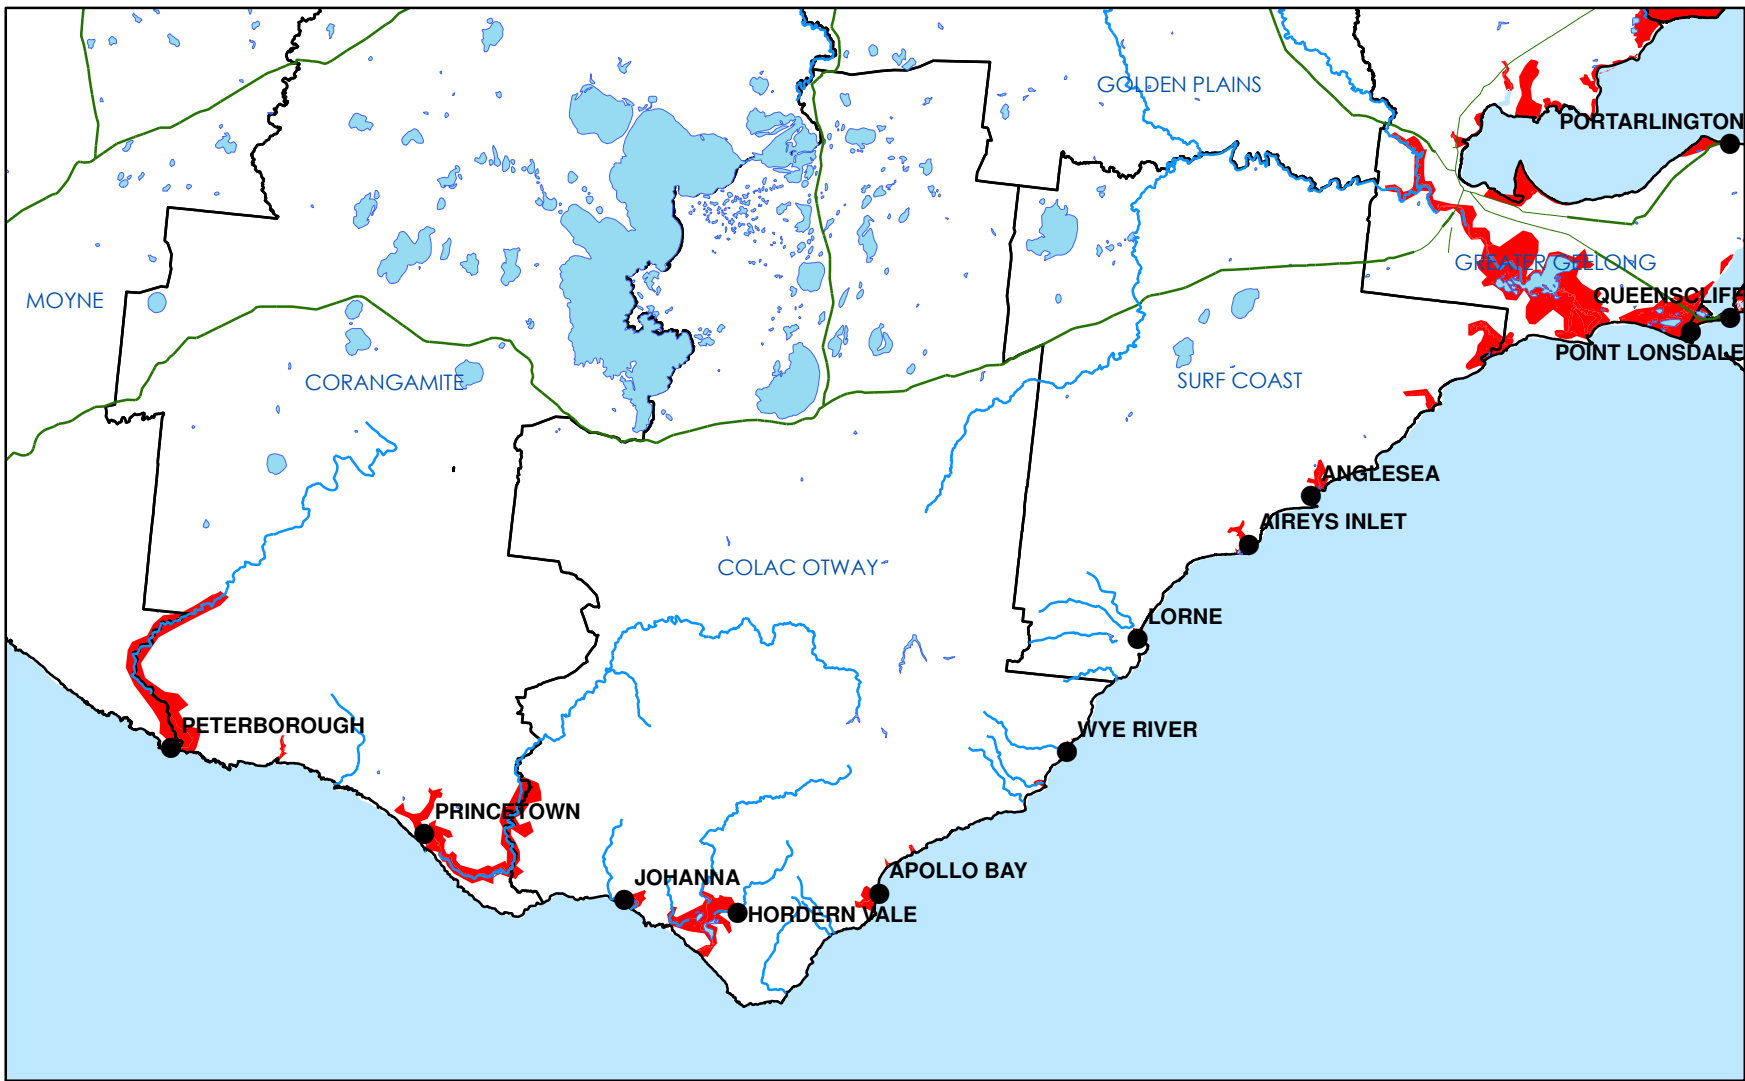 GOLDEN PLAINS
PORTARLINGTON
GREATER GEELONG
MOYNE
QUEENSCLIFF
POINT LONSDALE
CORANGAMITE
SURF COAST
ANGLESEA
AIREYS INLET
COLAC OTWAY
LORNE
PETERBOROUGH
WYE RIVER
PRINCETOWN
APOLLO BAY
JOHANNA
HORDERN VALE